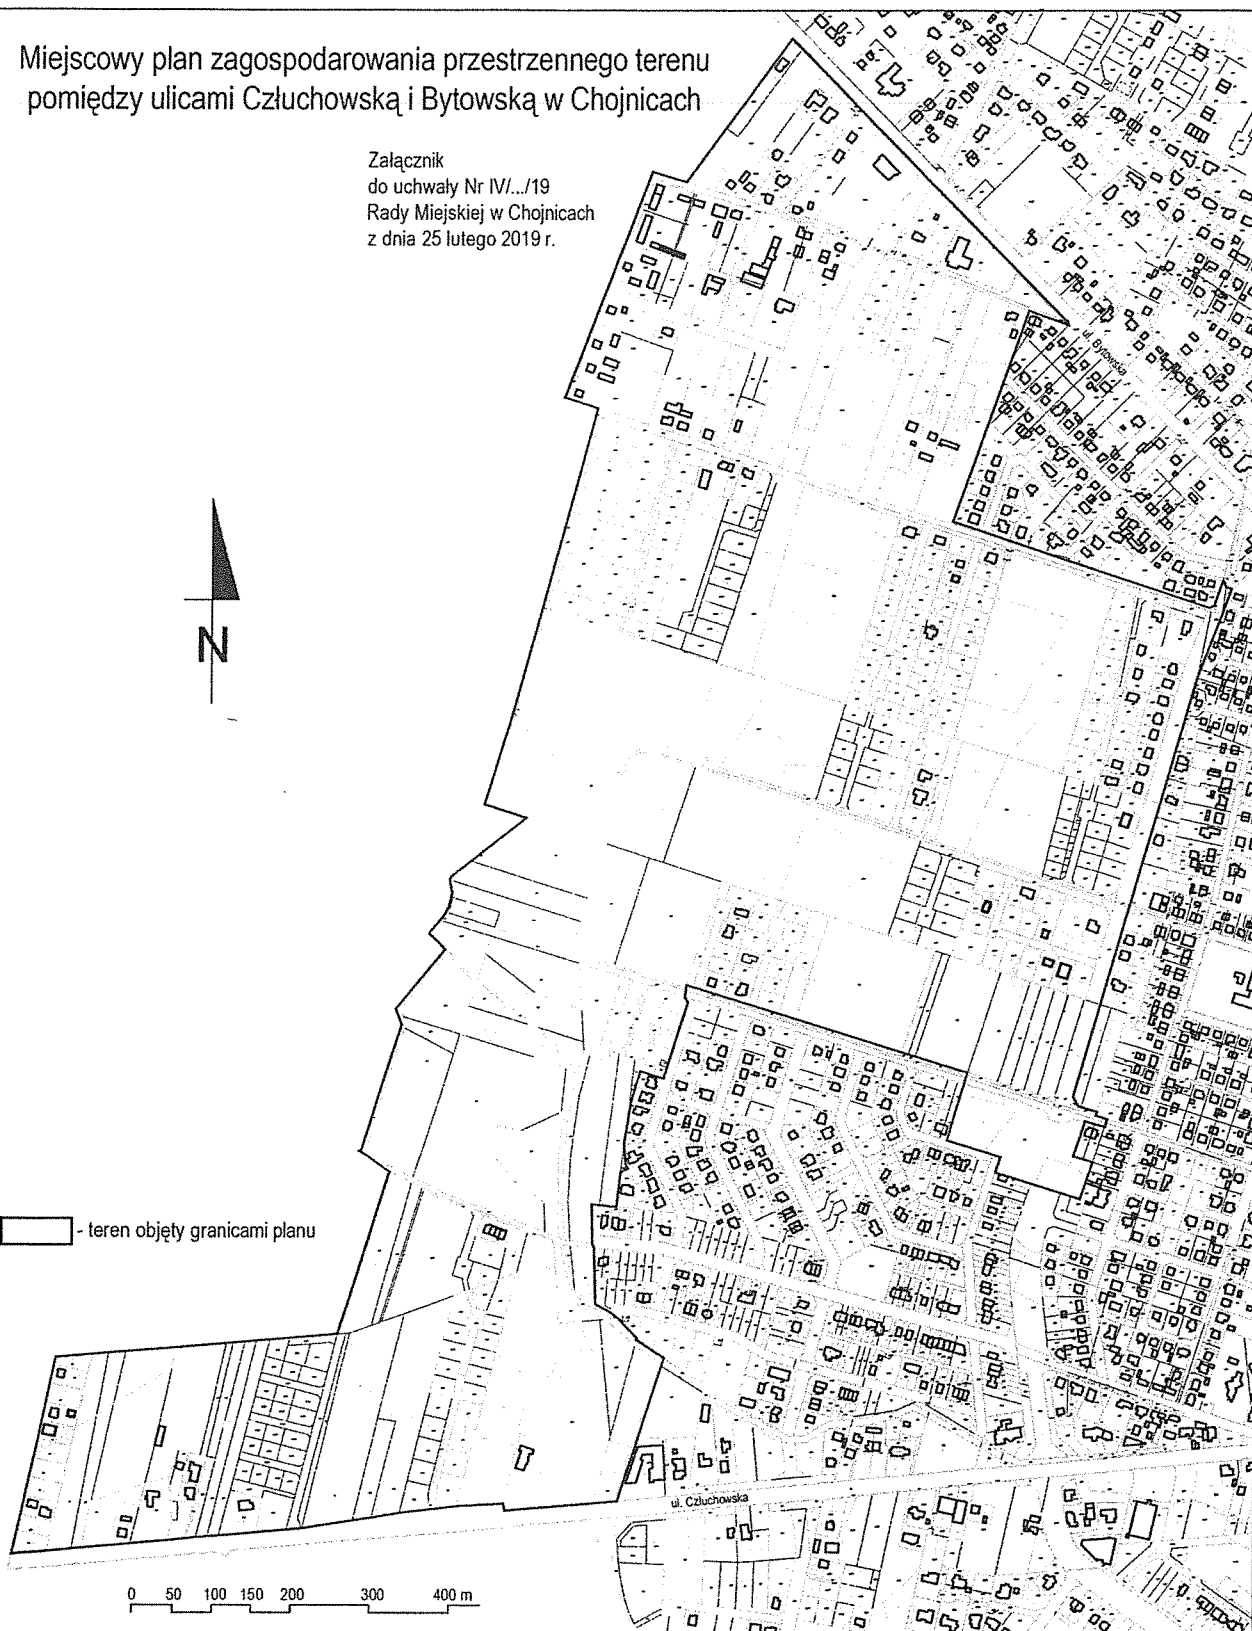 Miejscowy plan zagospodarowania przestrzennego terenu
pomiędzy ulicami Człuchowską i Bytowską w Chojnicach
Załącznik
do uchwały Nr IV/.../19
Rady Miejskiej w Chojnicach
z dnia 25 lutego 2019 r.
ul. Bytowska
N
- teren objęty granicami planu
ul. Człuchowska
0 50 100 150 200 300 400 m